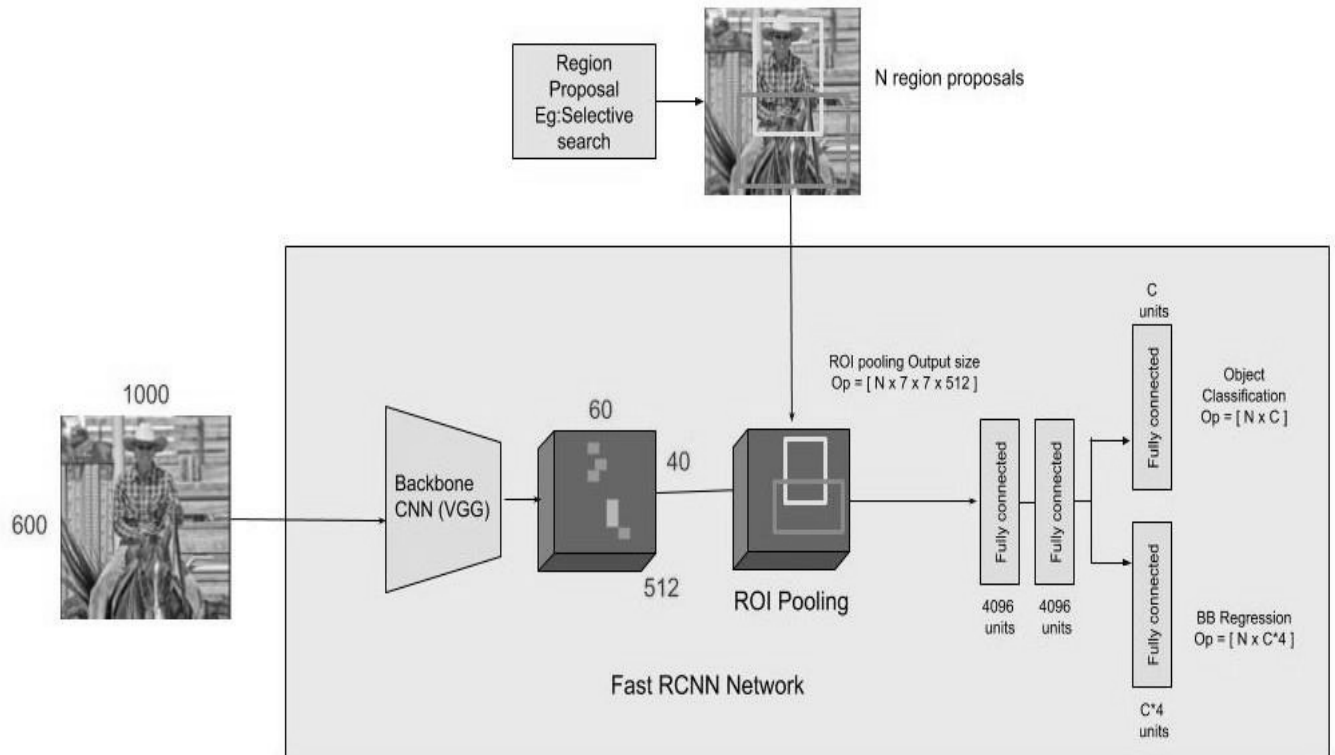 Region
Proposal
Eg:Selective
search
N region proposals
1000
600
Backbone
CNN (VGG)
60
40
512
ROI Pooling
ROI pooling Output size
Op = [ N x 7 x 7 x 512 ]
Fully connected
4096
units
Fully connected
4096
units
C
units
Fully connected
Object
Classification
Op = [ N x C ]
Fully connected
C*4
units
BB Regression
Op = [ N x C*4 ]
Fast RCNN Network